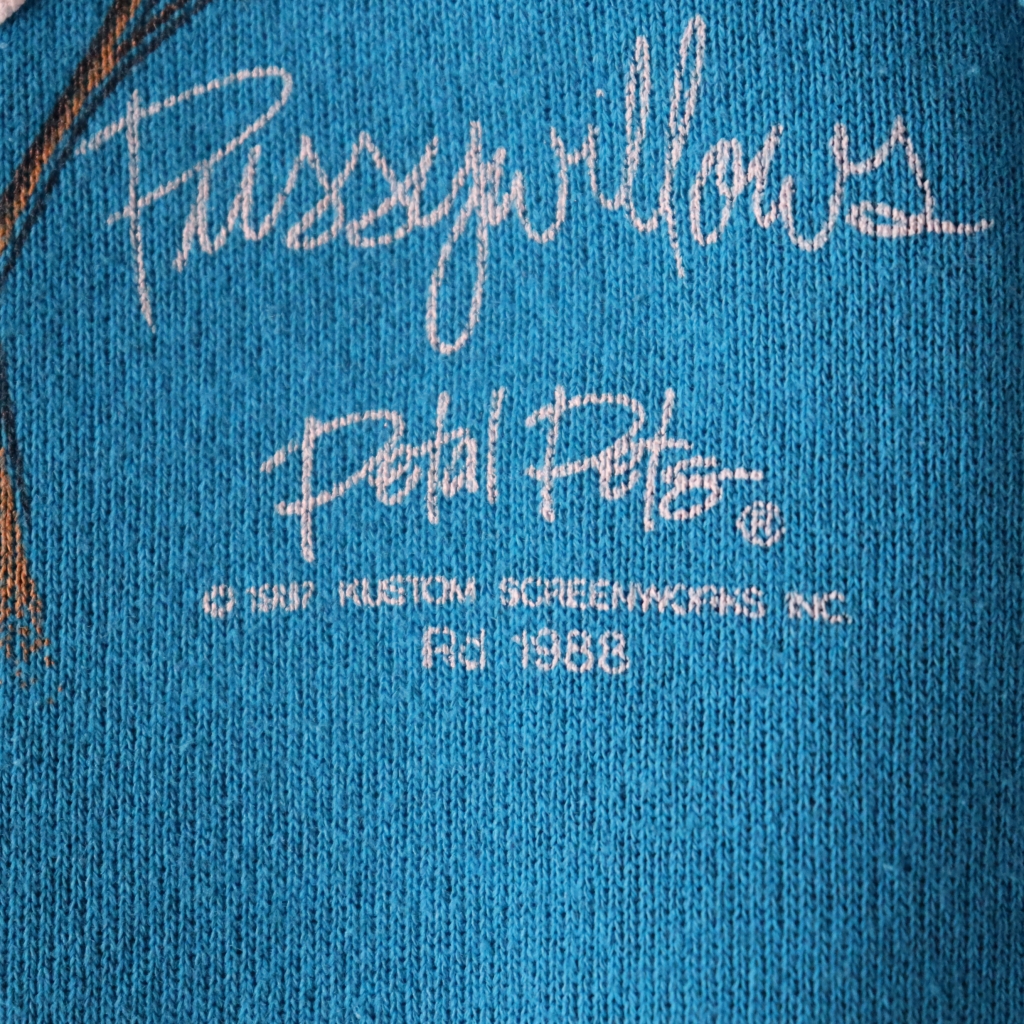 Pussywillows
Petal Pets®
© 1987 KUSTOM SCREENWORKS INC.
Rd 1988